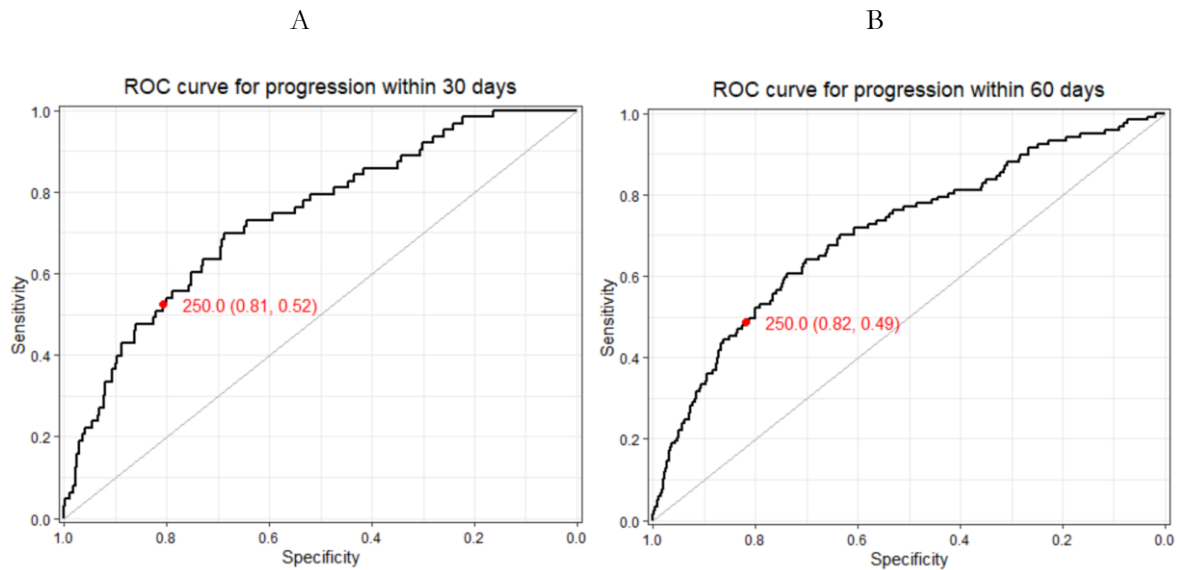 A
B
ROC curve for progression within 30 days
1.0
0.8
0.6
0.4
0.2
0.0
Sensitivity
250.0 (0.81, 0.52)
1.0
0.8
0.6
0.4
0.2
0.0
Specificity
ROC curve for progression within 60 days
1.0
0.8
0.6
0.4
0.2
0.0
Sensitivity
250.0 (0.82, 0.49)
1.0
0.8
0.6
0.4
0.2
0.0
Specificity